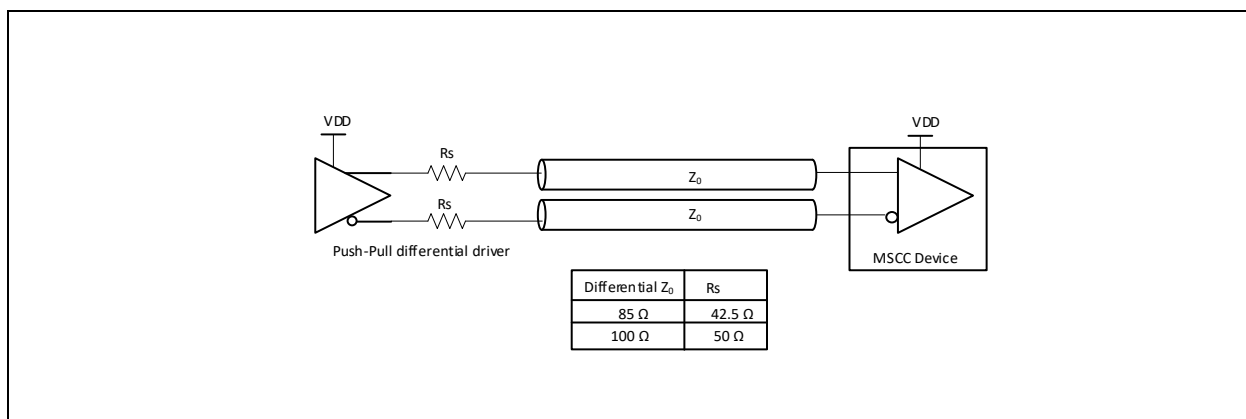 VDD
VDD
Rs
Z₀
Rs
Z₀
Push-Pull differential driver
MSCC Device
Differential Z₀ Rs
85 Ω 42.5 Ω
100 Ω 50 Ω